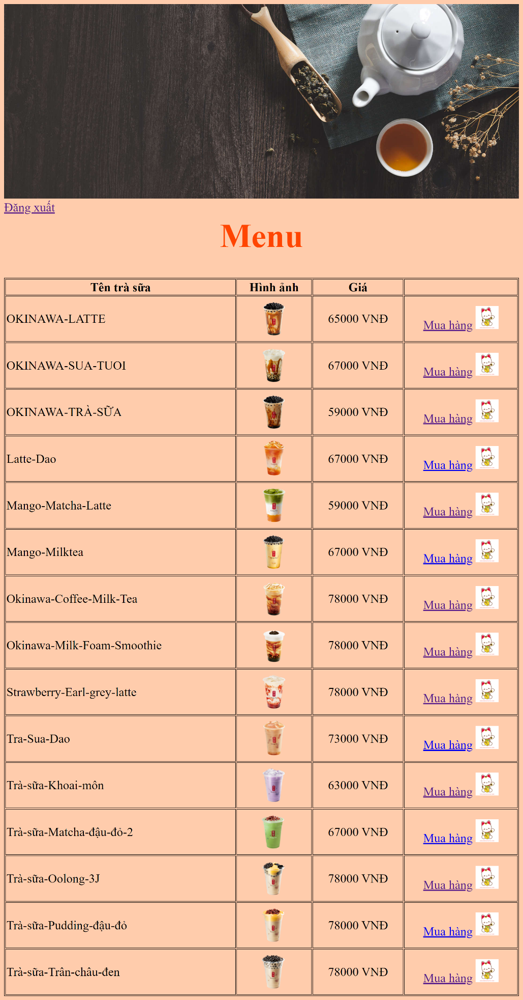 Đăng xuất
Menu
Tên trà sữa Hình ảnh Giá
OKINAWA-LATTE 65000 VNĐ Mua hàng
OKINAWA-SUA-TUOI 67000 VNĐ Mua hàng
OKINAWA-TRÀ-SỮA 59000 VNĐ Mua hàng
Latte-Dao 67000 VNĐ Mua hàng
Mango-Matcha-Latte 59000 VNĐ Mua hàng
Mango-Milktea 67000 VNĐ Mua hàng
Okinawa-Coffee-Milk-Tea 78000 VNĐ Mua hàng
Okinawa-Milk-Foam-Smoothie 78000 VNĐ Mua hàng
Strawberry-Earl-grey-latte 78000 VNĐ Mua hàng
Tra-Sua-Dao 73000 VNĐ Mua hàng
Trà-sữa-Khoai-môn 63000 VNĐ Mua hàng
Trà-sữa-Matcha-đậu-đỏ-2 67000 VNĐ Mua hàng
Trà-sữa-Oolong-3J 78000 VNĐ Mua hàng
Trà-sữa-Pudding-đậu-đỏ 78000 VNĐ Mua hàng
Trà-sữa-Trân-châu-đen 78000 VNĐ Mua hàng